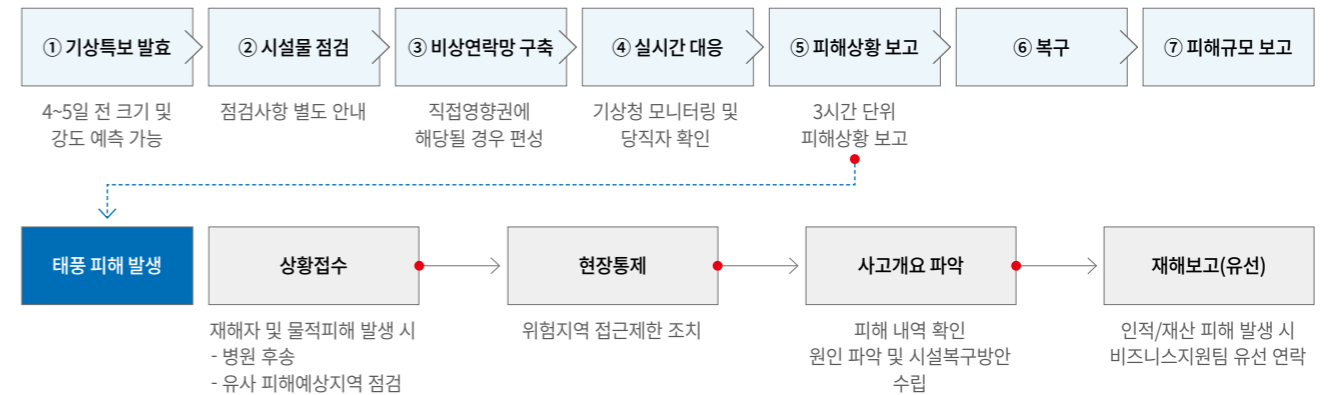 ① 기상특보 발효
② 시설물 점검
③ 비상연락망 구축
④ 실시간 대응
⑤ 피해상황 보고
⑥ 복구
⑦ 피해규모 보고
4~5일 전 크기 및
강도 예측 가능
점검사항 별도 안내
직접영향권에
해당될 경우 편성
기상청 모니터링 및
당직자 확인
3시간 단위
피해상황 보고
태풍 피해 발생
상황접수
현장통제
사고개요 파악
재해보고(유선)
재해자 및 물적피해 발생 시
- 병원 후송
- 유사 피해예상지역 점검
위험지역 접근제한 조치
피해 내역 확인
원인 파악 및 시설복구방안
수립
인적/재산 피해 발생 시
비즈니스지원팀 유선 연락